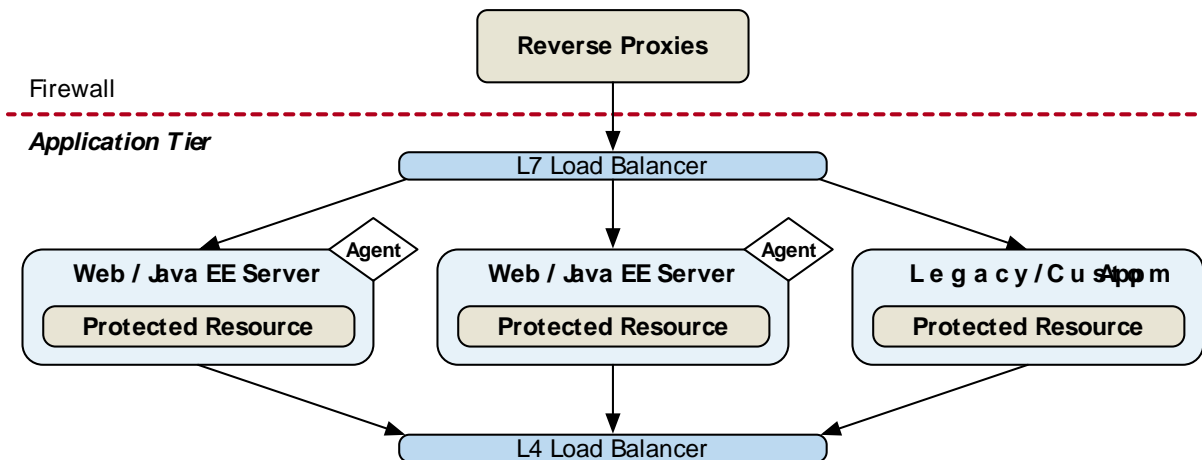 Reverse Proxies
Firewall
Application Tier
L7 Load Balancer
Agent
Agent
Web / Java EE Server
Web / Java EE Server
Legacy/Custom App
Protected Resource
Protected Resource
Protected Resource
L4 Load Balancer